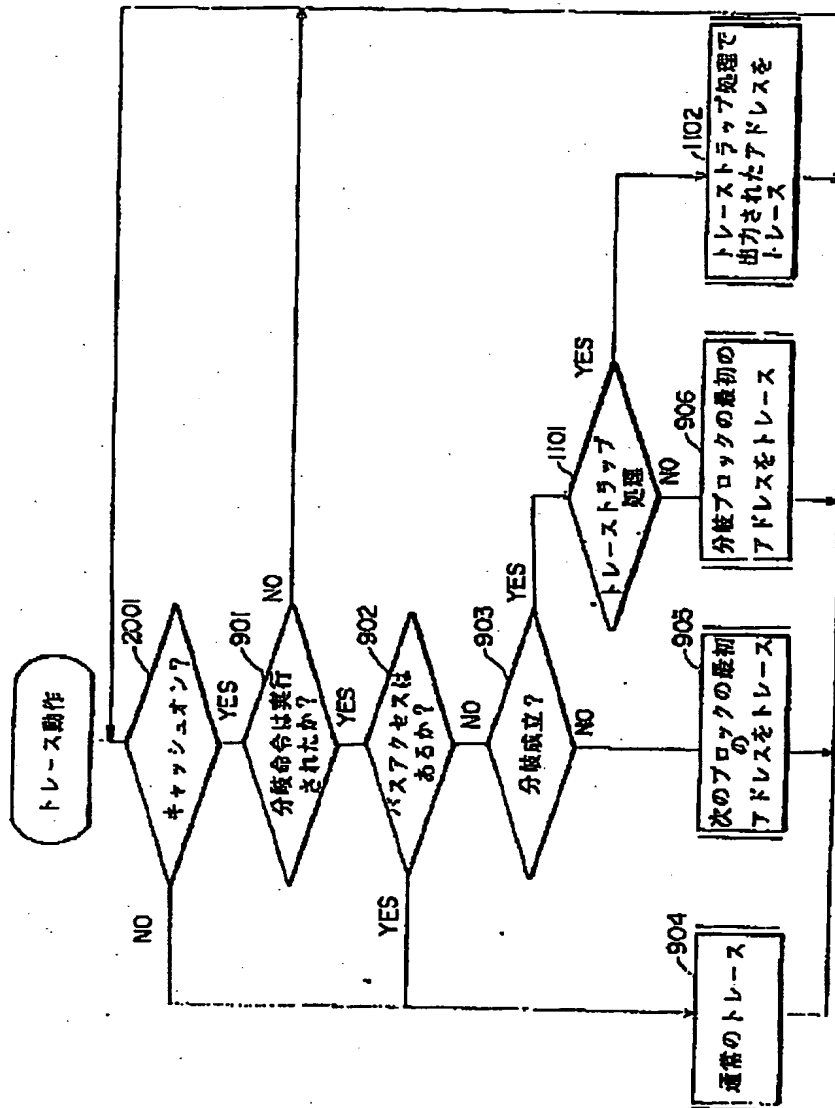 トレース動作
2001
キャッシュオン?
NO
YES
901
分岐命令は実行
されたか?
NO
YES
902
バスアクセスは
あるか?
YES
NO
903
分岐成立?
YES
NO
1101
トレーストラップ
処理
YES
NO
904
通常のトレース
905
次のブロックの最初
の
アドレスをトレース
906
分岐ブロックの最初の
アドレスをトレース
1102
トレーストラップ処理で
出力されたアドレスを
トレース